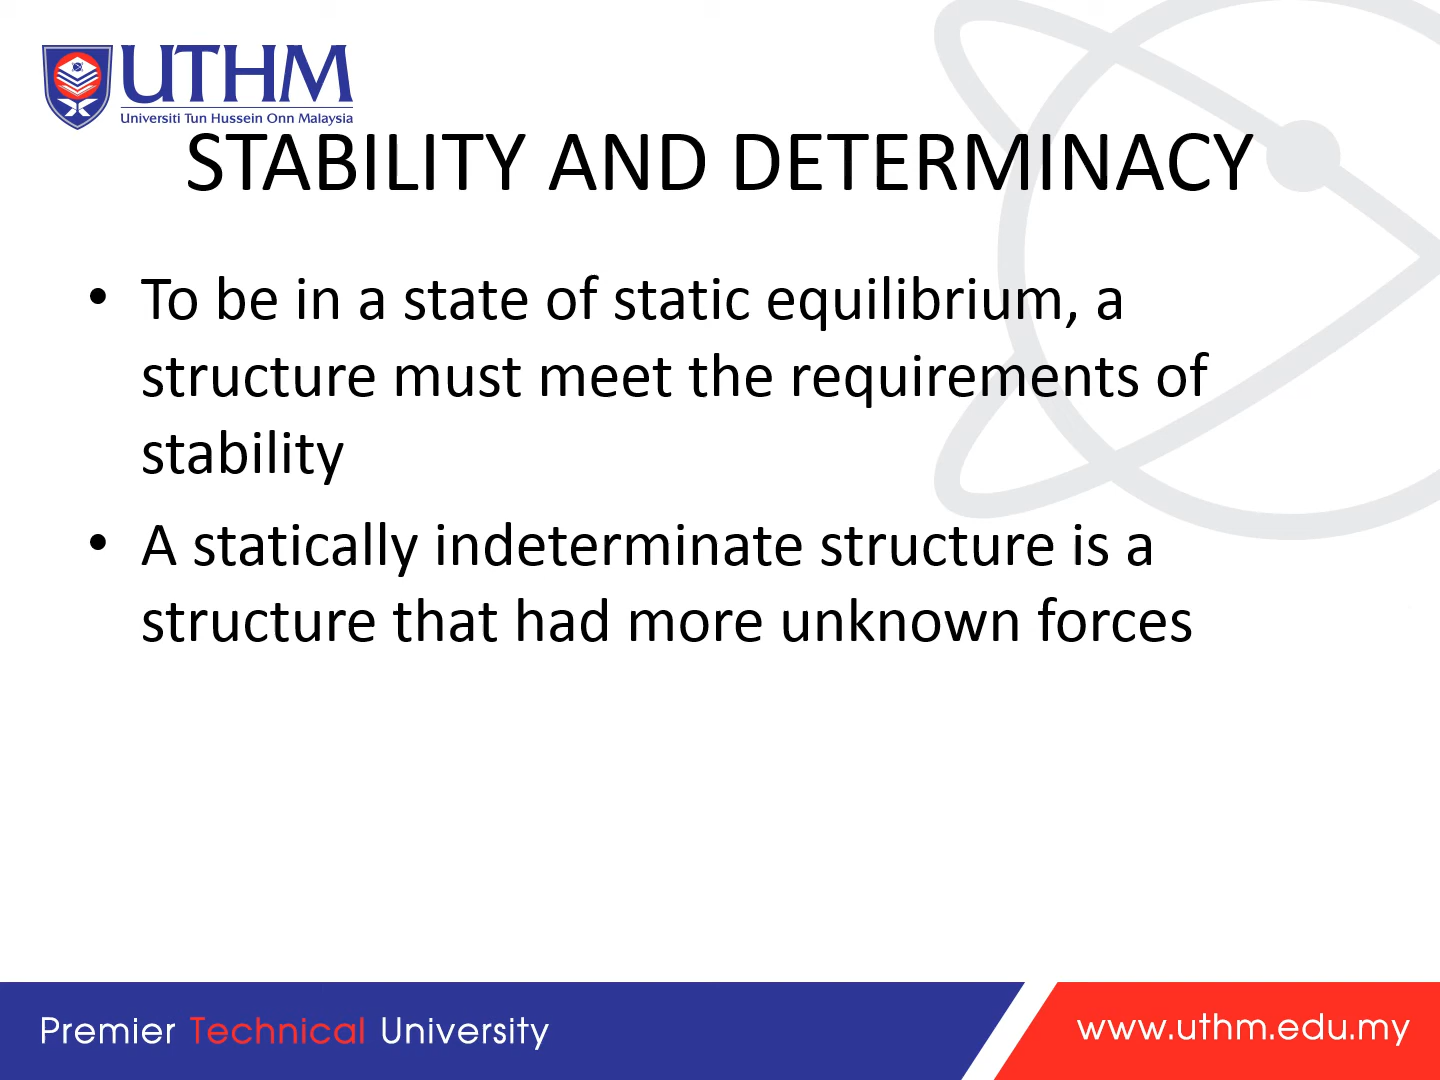 UTHM
Universiti Tun Hussein Onn Malaysia
STABILITY AND DETERMINACY
• To be in a state of static equilibrium, a
structure must meet the requirements of
stability
• A statically indeterminate structure is a
structure that had more unknown forces
Premier Technical University
www.uthm.edu.my